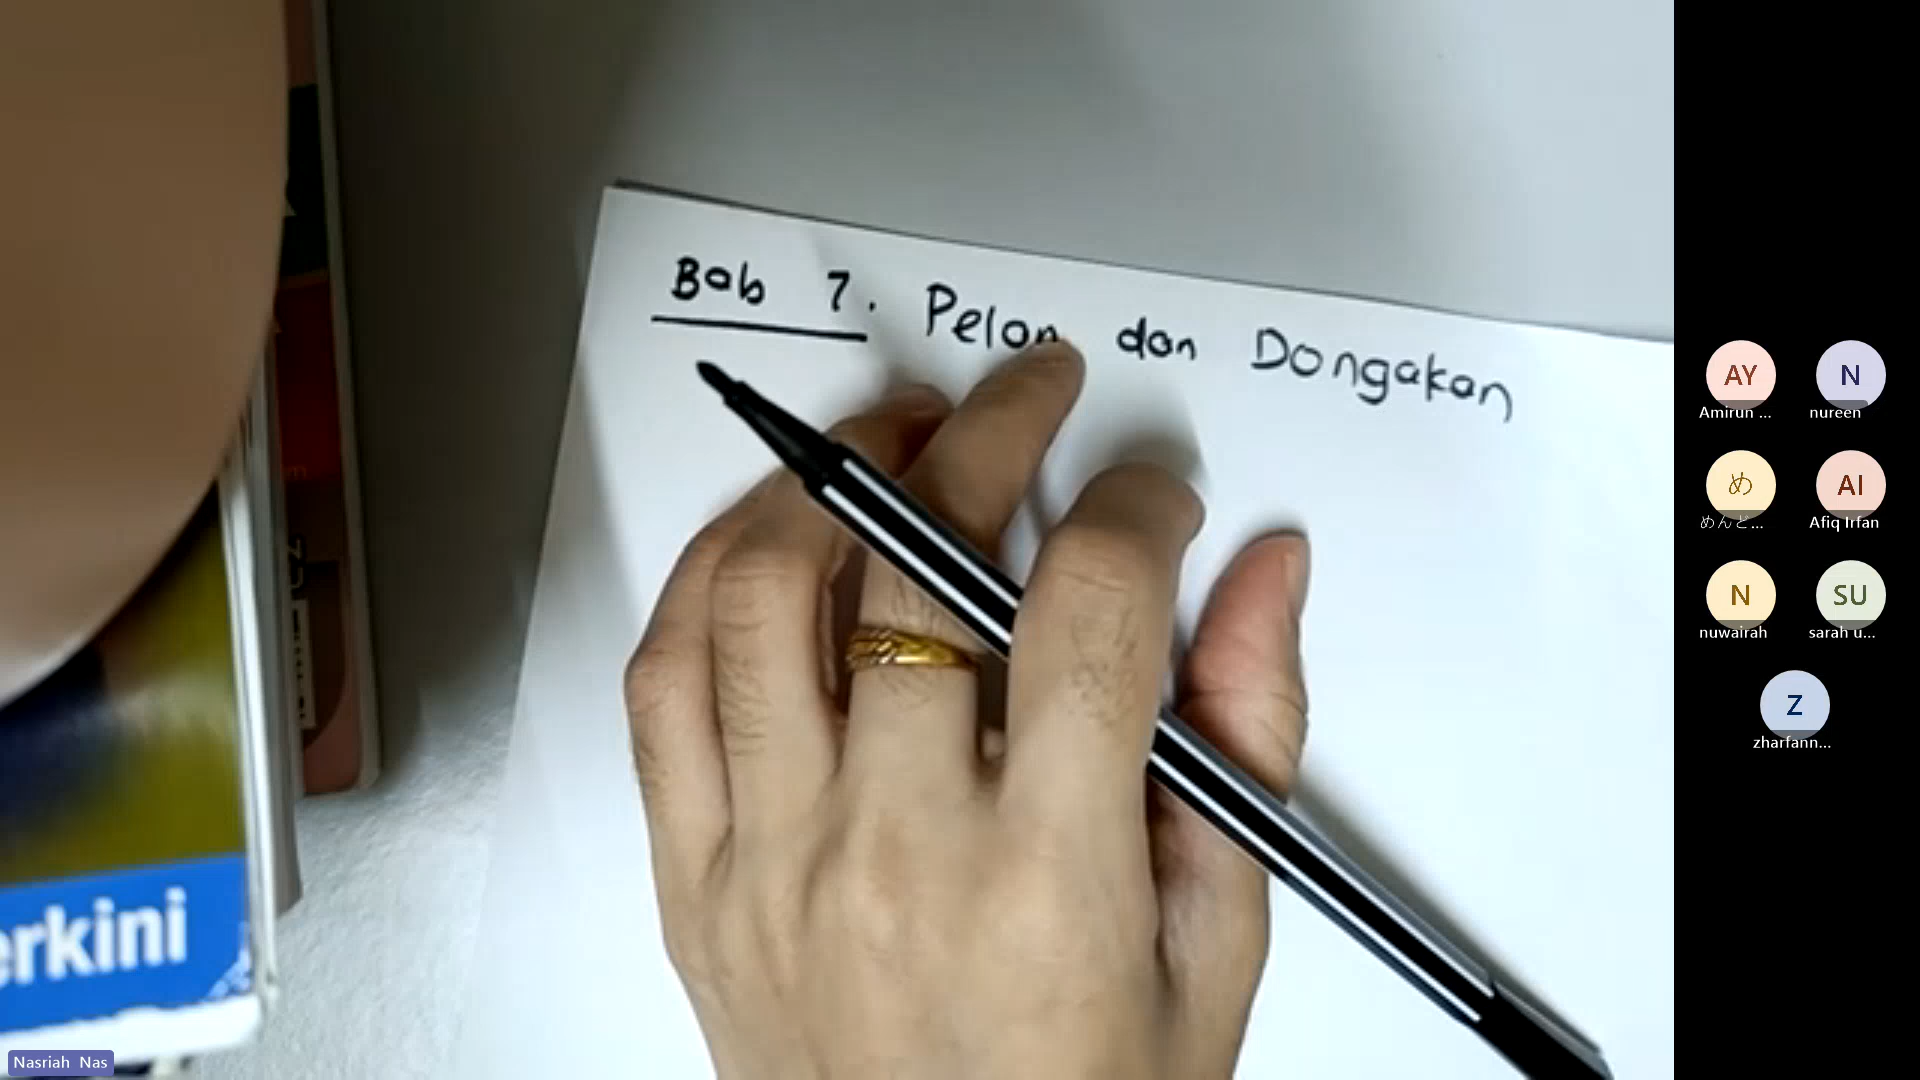 Bab 7. Pelan dan Dongakan
erkini
Nasriah Nas
AY
Amirun ...
N
nureen
め
めんど...
AI
Afiq Irfan
N
nuwairah
SU
sarah u...
Z
zharfann...